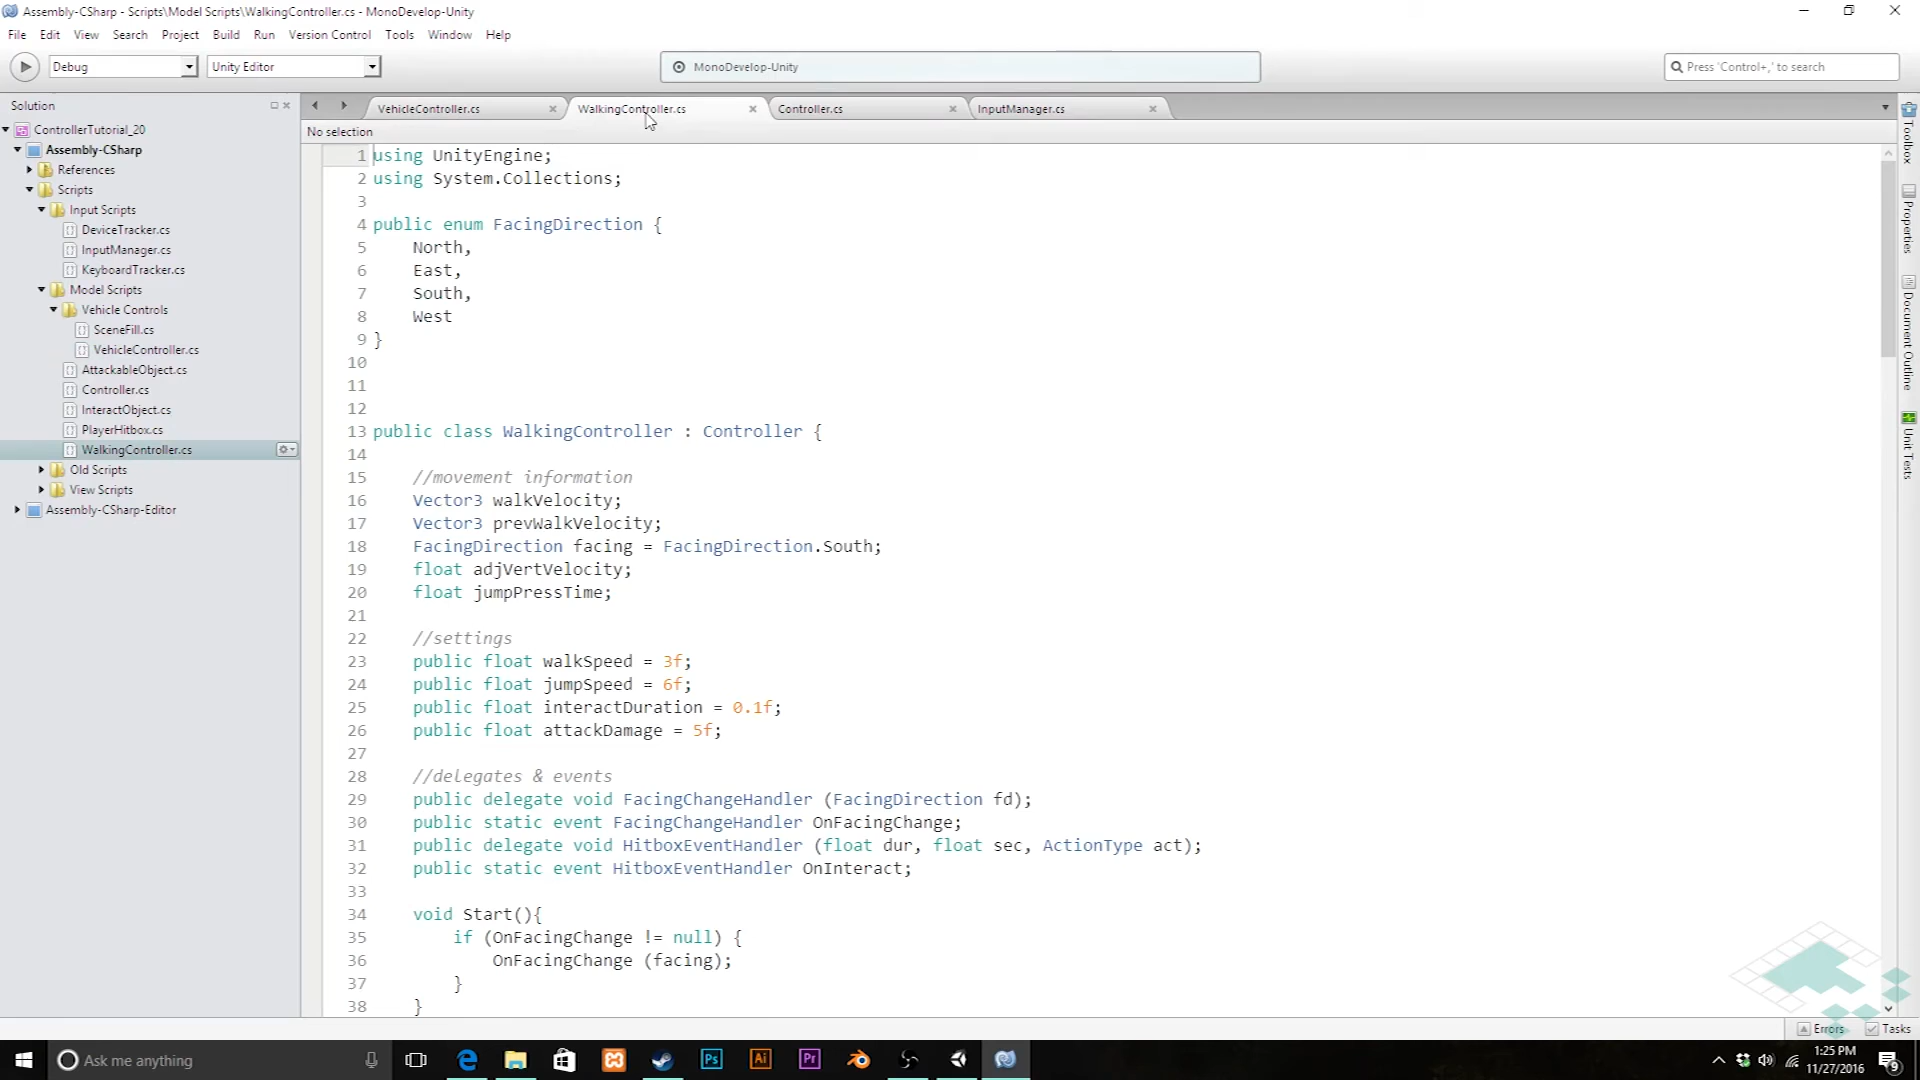 Assembly-CSharp - Scripts\Model Scripts\WalkingController.cs - MonoDevelop-Unity
File Edit View Search Project Build Run Version Control Tools Window Help
Debug Unity Editor MonoDevelop-Unity Press 'Control+,' to search
Solution
ControllerTutorial_20
Assembly-CSharp
References
Scripts
Input Scripts
DeviceTracker.cs
InputManager.cs
KeyboardTracker.cs
Model Scripts
Vehicle Controls
SceneFill.cs
VehicleController.cs
AttackableObject.cs
Controller.cs
InteractObject.cs
PlayerHitbox.cs
WalkingController.cs
Old Scripts
View Scripts
Assembly-CSharp-Editor
VehicleController.cs WalkingController.cs Controller.cs InputManager.cs
No selection
1 using UnityEngine;
2 using System.Collections;
3
4 public enum FacingDirection {
5 North,
6 East,
7 South,
8 West
9 }
10
11
12
13 public class WalkingController : Controller {
14
15 //movement information
16 Vector3 walkVelocity;
17 Vector3 prevWalkVelocity;
18 FacingDirection facing = FacingDirection.South;
19 float adjVertVelocity;
20 float jumpPressTime;
21
22 //settings
23 public float walkSpeed = 3f;
24 public float jumpSpeed = 6f;
25 public float interactDuration = 0.1f;
26 public float attackDamage = 5f;
27
28 //delegates & events
29 public delegate void FacingChangeHandler (FacingDirection fd);
30 public static event FacingChangeHandler OnFacingChange;
31 public delegate void HitboxEventHandler (float dur, float sec, ActionType act);
32 public static event HitboxEventHandler OnInteract;
33
34 void Start(){
35 if (OnFacingChange != null) {
36 OnFacingChange (facing);
37 }
38 }
Toolbox
Properties
Document Outline
Unit Tests
Errors Tasks
Ask me anything
Ps Ai Pr
1:25 PM
11/27/2016
9